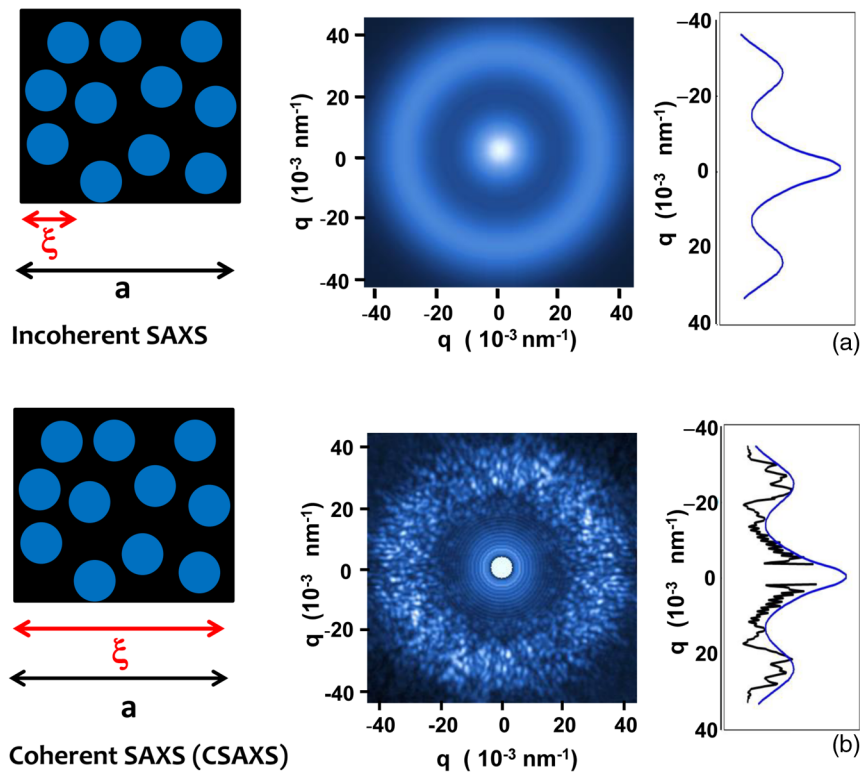 ξ
a
Incoherent SAXS
40
20
0
-20
-40
q (10⁻³ nm⁻¹)
-40 -20 0 20 40
q ( 10⁻³ nm⁻¹)
−40
−20
0
20
40
q (10⁻³ nm⁻¹)
(a)
ξ
a
Coherent SAXS (CSAXS)
40
20
0
-20
-40
q (10⁻³ nm⁻¹)
-40 -20 0 20 40
q ( 10⁻³ nm⁻¹)
−40
−20
0
20
40
q (10⁻³ nm⁻¹)
(b)